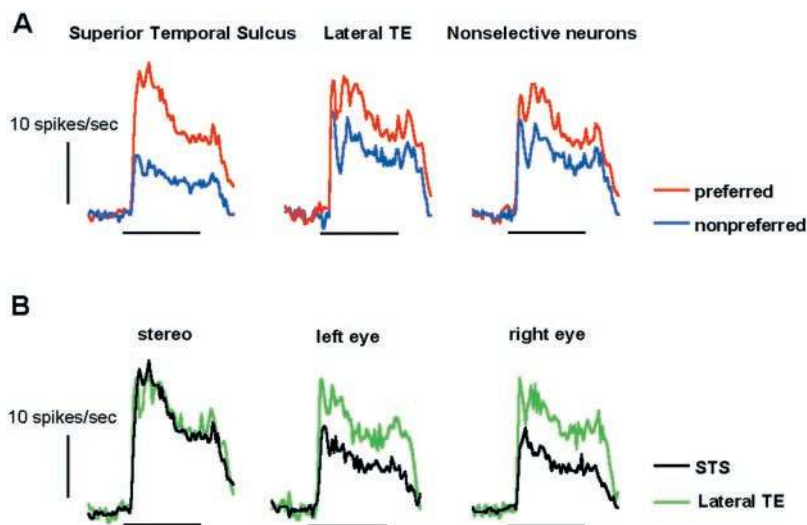 A
Superior Temporal Sulcus
Lateral TE
Nonselective neurons
10 spikes/sec
preferred
nonpreferred
B
stereo
left eye
right eye
10 spikes/sec
STS
Lateral TE